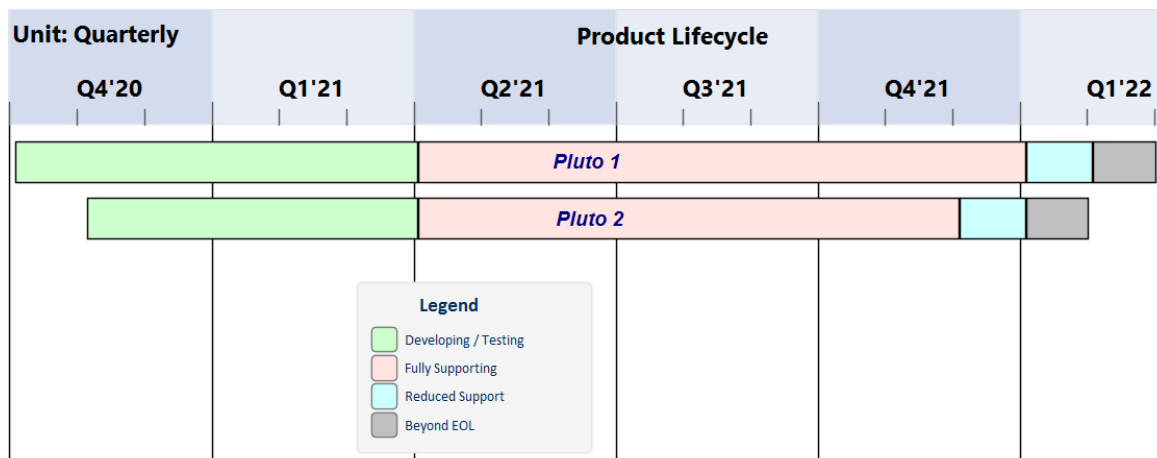 Unit: Quarterly
Product Lifecycle
Q4'20 Q1'21 Q2'21 Q3'21 Q4'21 Q1'22
Pluto 1
Pluto 2
Legend
Developing / Testing
Fully Supporting
Reduced Support
Beyond EOL